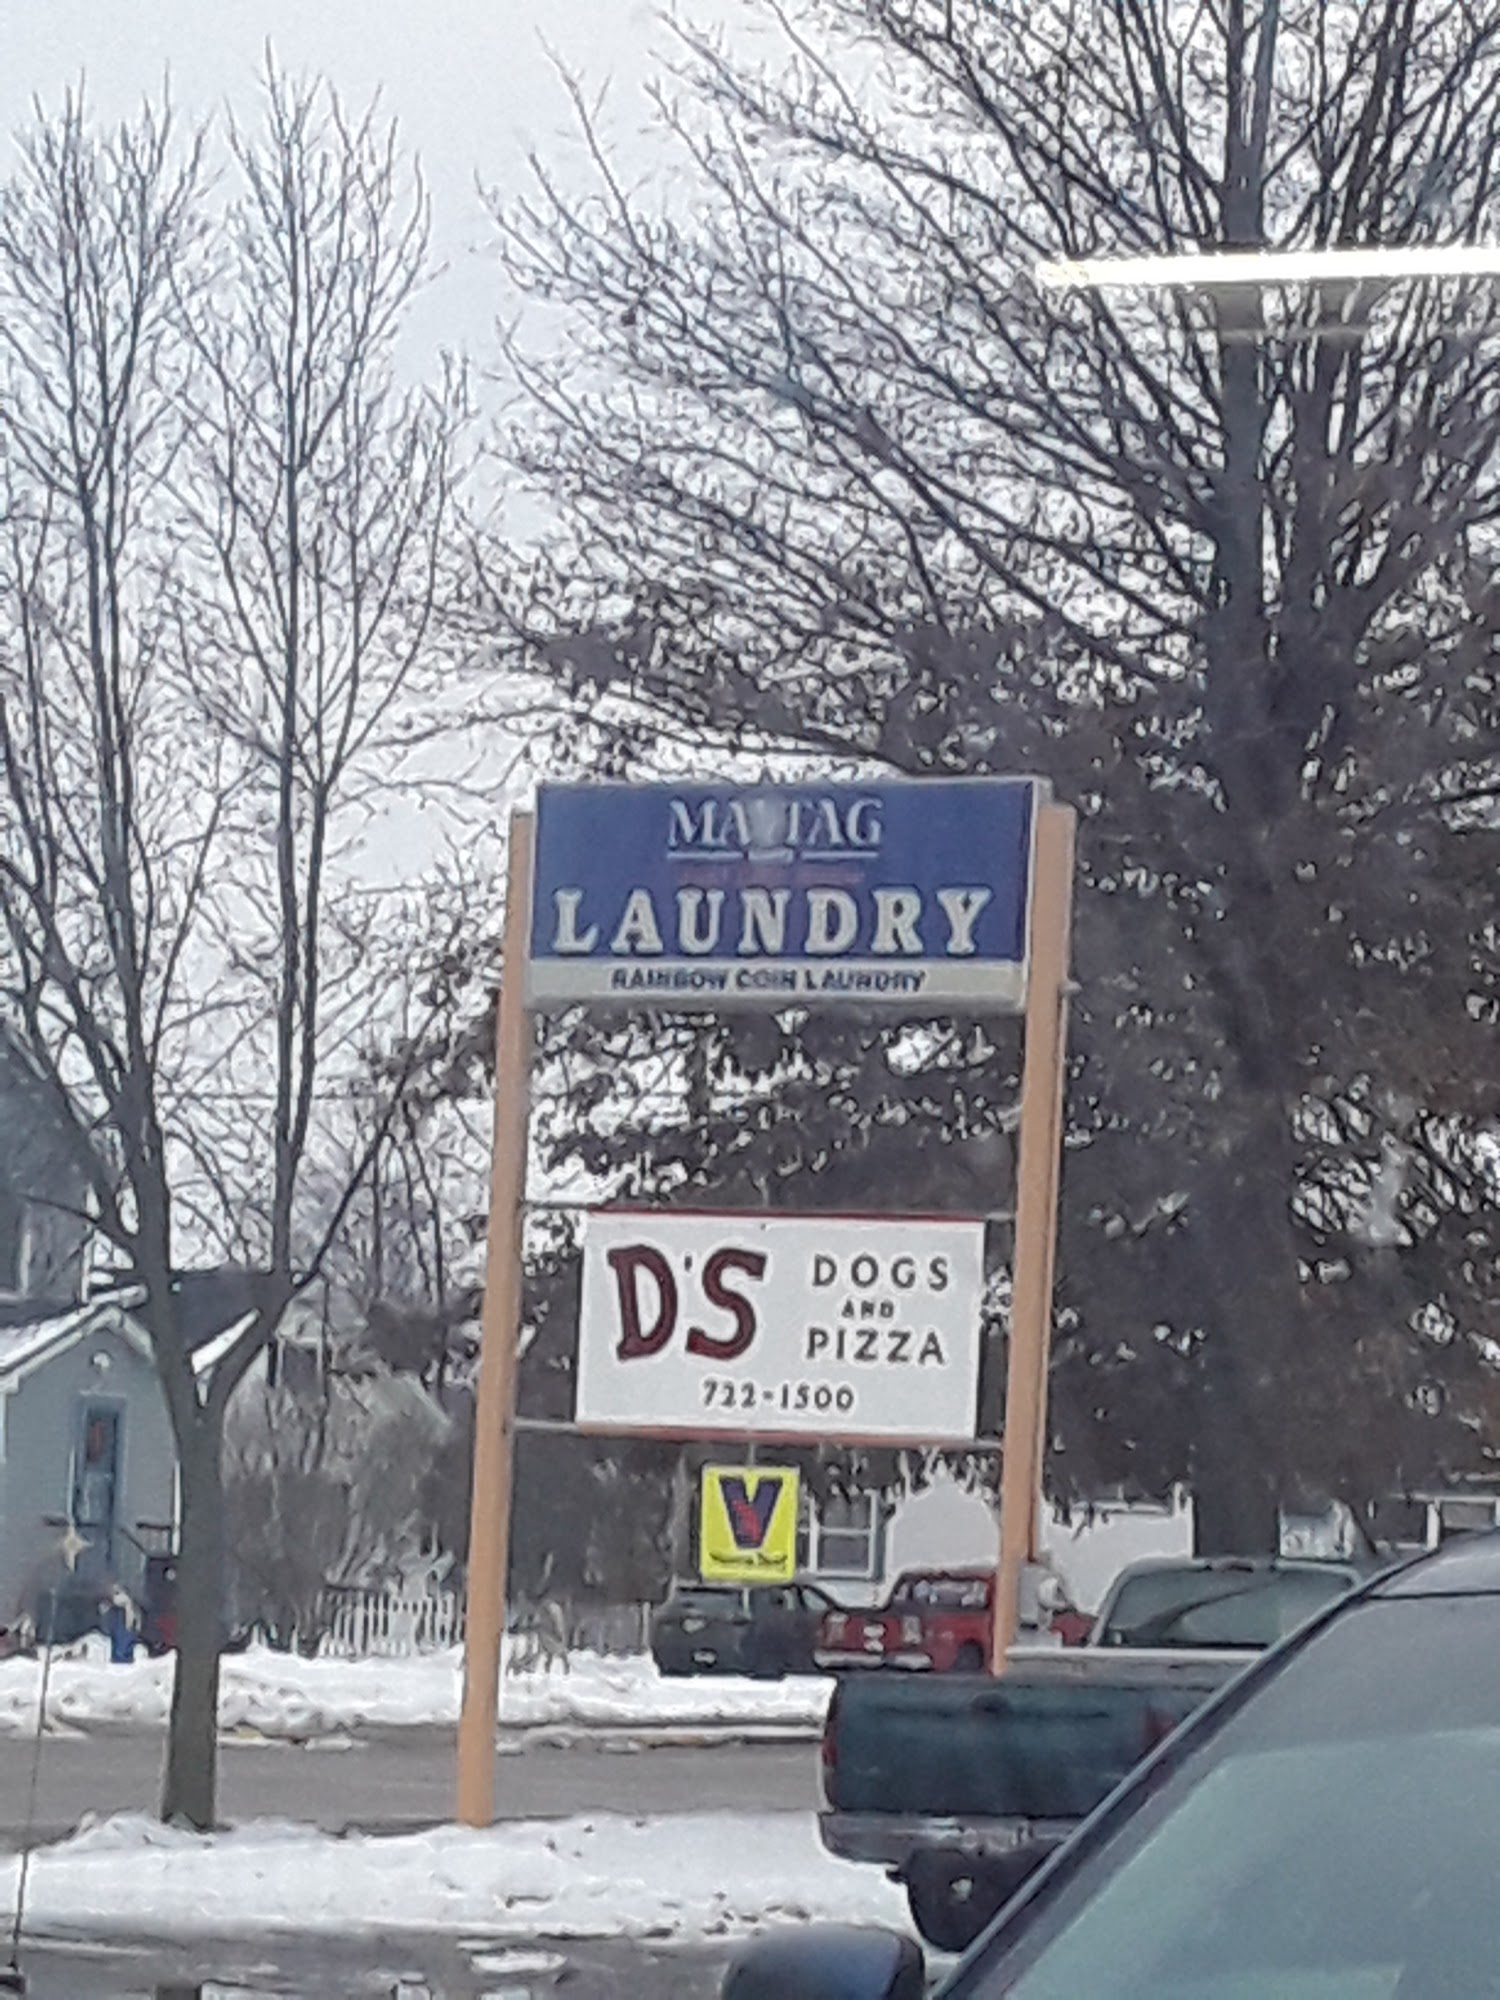 MAYTAG
LAUNDRY
RAINBOW COIN LAUNDRY
D'S
DOGS
AND
PIZZA
722-1500
V